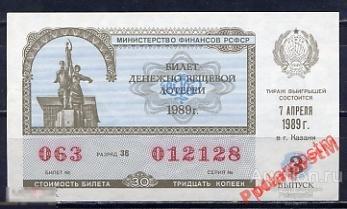 МИНИСТЕРСТВО ФИНАНСОВ РСФСР
БИЛЕТ
ДЕНЕЖНО-ВЕЩЕВОЙ
ЛОТЕРЕИ
1989г.
ТИРАЖ ВЫИГРЫШЕЙ
СОСТОИТСЯ
7 АПРЕЛЯ
1989 г.
в г. Казани
063 РАЗРЯД 38 012128
БИЛЕТ № СЕРИЯ №
3
ВЫПУСК
СТОИМОСТЬ БИЛЕТА 30 ТРИДЦАТЬ КОПЕЕК